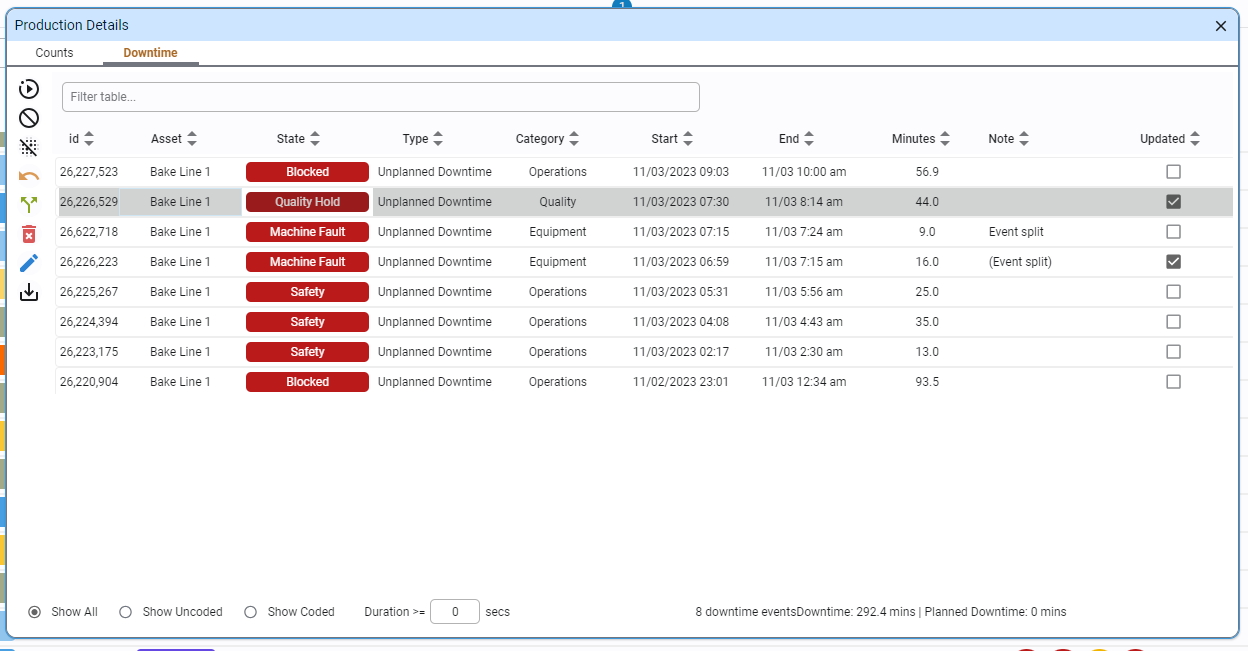 1
Production Details
Counts Downtime
Filter table...
id Asset State Type Category Start End Minutes Note Updated
26,227,523 Bake Line 1 Blocked Unplanned Downtime Operations 11/03/2023 09:03 11/03 10:00 am 56.9
26,226,529 Bake Line 1 Quality Hold Unplanned Downtime Quality 11/03/2023 07:30 11/03 8:14 am 44.0
26,622,718 Bake Line 1 Machine Fault Unplanned Downtime Equipment 11/03/2023 07:15 11/03 7:24 am 9.0 Event split
26,226,223 Bake Line 1 Machine Fault Unplanned Downtime Equipment 11/03/2023 06:59 11/03 7:15 am 16.0 (Event split)
26,225,267 Bake Line 1 Safety Unplanned Downtime Operations 11/03/2023 05:31 11/03 5:56 am 25.0
26,224,394 Bake Line 1 Safety Unplanned Downtime Operations 11/03/2023 04:08 11/03 4:43 am 35.0
26,223,175 Bake Line 1 Safety Unplanned Downtime Operations 11/03/2023 02:17 11/03 2:30 am 13.0
26,220,904 Bake Line 1 Blocked Unplanned Downtime Operations 11/02/2023 23:01 11/03 12:34 am 93.5
Show All Show Uncoded Show Coded Duration >= 0 secs 8 downtime eventsDowntime: 292.4 mins | Planned Downtime: 0 mins